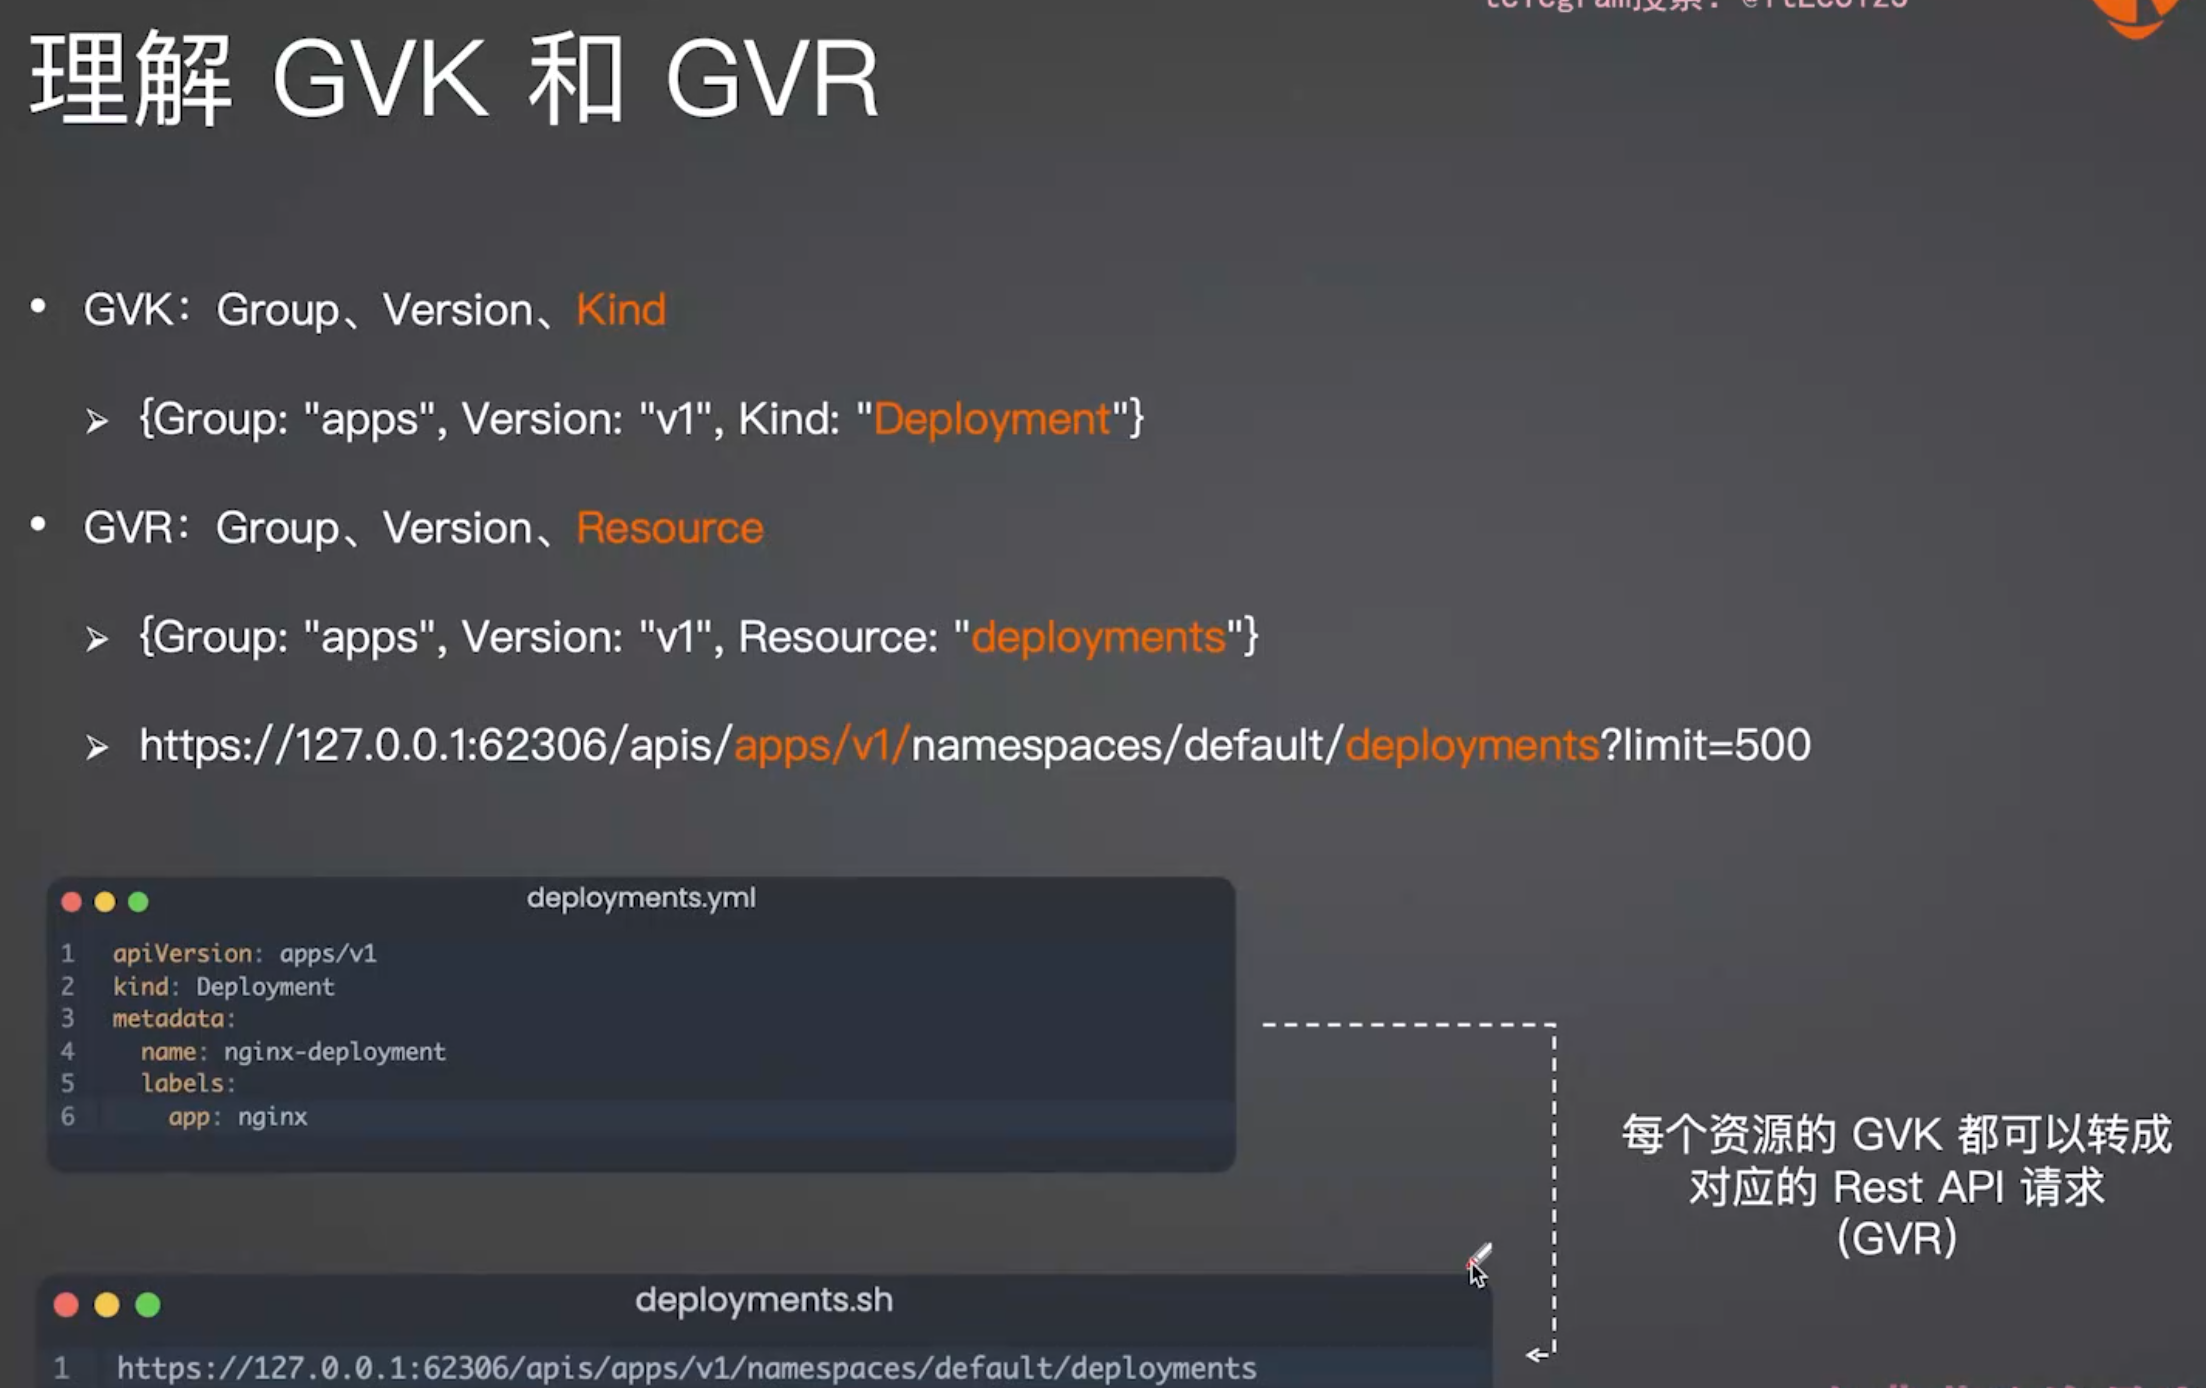 理解 GVK 和 GVR
• GVK：Group、Version、Kind
➢ {Group: "apps", Version: "v1", Kind: "Deployment"}
• GVR：Group、Version、Resource
➢ {Group: "apps", Version: "v1", Resource: "deployments"}
➢ https://127.0.0.1:62306/apis/apps/v1/namespaces/default/deployments?limit=500
deployments.yml
1 apiVersion: apps/v1
2 kind: Deployment
3 metadata:
4 name: nginx-deployment
5 labels:
6 app: nginx
每个资源的 GVK 都可以转成
对应的 Rest API 请求
（GVR）
deployments.sh
1 https://127.0.0.1:62306/apis/apps/v1/namespaces/default/deployments